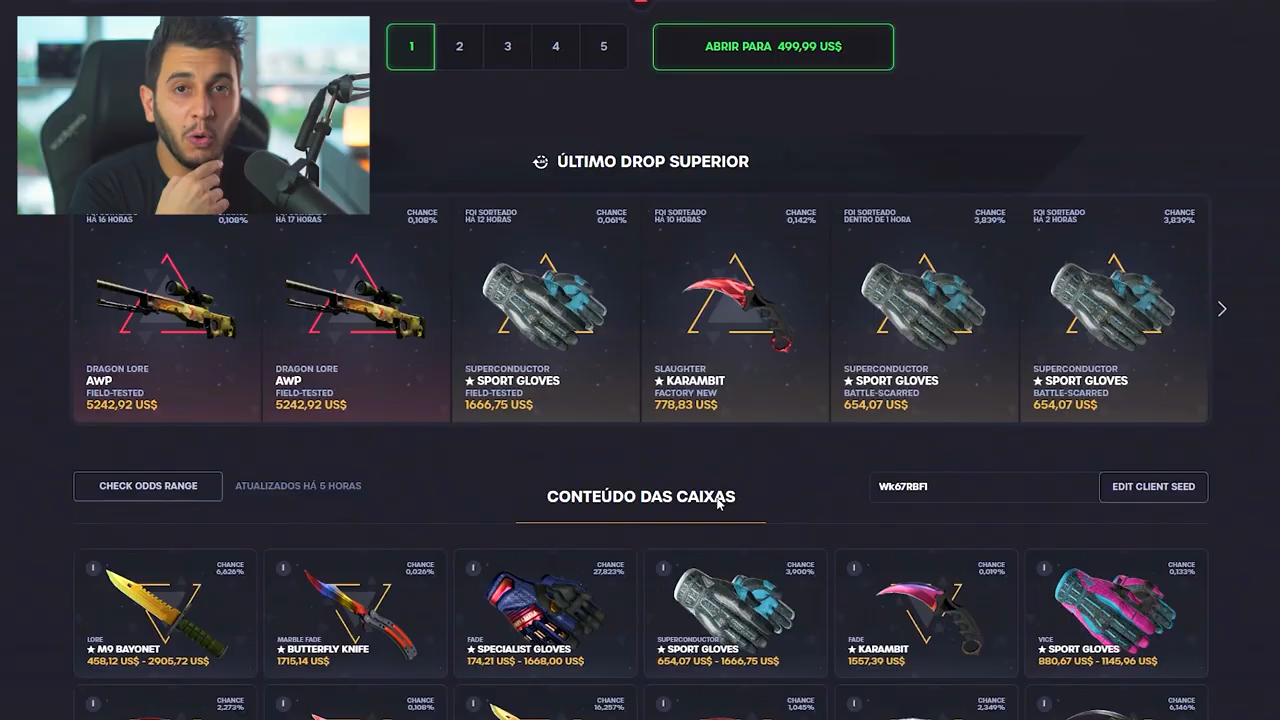 1 2 3 4 5
ABRIR PARA 499,99 US$
ÚLTIMO DROP SUPERIOR
FOI SORTEADO
HÁ 16 HORAS
0,108%
DRAGON LORE
AWP
FIELD-TESTED
5242,92 US$
FOI SORTEADO
HÁ 17 HORAS
CHANCE
0,108%
DRAGON LORE
AWP
FIELD-TESTED
5242,92 US$
FOI SORTEADO
HÁ 12 HORAS
CHANCE
0,061%
SUPERCONDUCTOR
★ SPORT GLOVES
FIELD-TESTED
1666,75 US$
FOI SORTEADO
HÁ 10 HORAS
CHANCE
0,142%
SLAUGHTER
★ KARAMBIT
FACTORY NEW
778,83 US$
FOI SORTEADO
DENTRO DE 1 HORA
CHANCE
3,839%
SUPERCONDUCTOR
★ SPORT GLOVES
BATTLE-SCARRED
654,07 US$
FOI SORTEADO
HÁ 2 HORAS
CHANCE
3,839%
SUPERCONDUCTOR
★ SPORT GLOVES
BATTLE-SCARRED
654,07 US$
CHECK ODDS RANGE
ATUALIZADOS HÁ 5 HORAS
CONTEÚDO DAS CAIXAS
EDIT CLIENT SEED
I
CHANCE
6,626%
LORE
★ M9 BAYONET
458,12 US$ - 2905,72 US$
I
CHANCE
0,026%
MARBLE FADE
★ BUTTERFLY KNIFE
1715,14 US$
I
CHANCE
27,823%
FADE
★ SPECIALIST GLOVES
174,21 US$ - 1668,00 US$
I
CHANCE
3,900%
SUPERCONDUCTOR
★ SPORT GLOVES
654,07 US$ - 1666,75 US$
I
CHANCE
0,019%
FADE
★ KARAMBIT
1557,39 US$
I
CHANCE
0,133%
VICE
★ SPORT GLOVES
880,67 US$ - 1145,96 US$
I
CHANCE
2,273%
I
CHANCE
0,108%
I
CHANCE
16,257%
I
CHANCE
1,045%
I
CHANCE
2,349%
I
CHANCE
6,146%